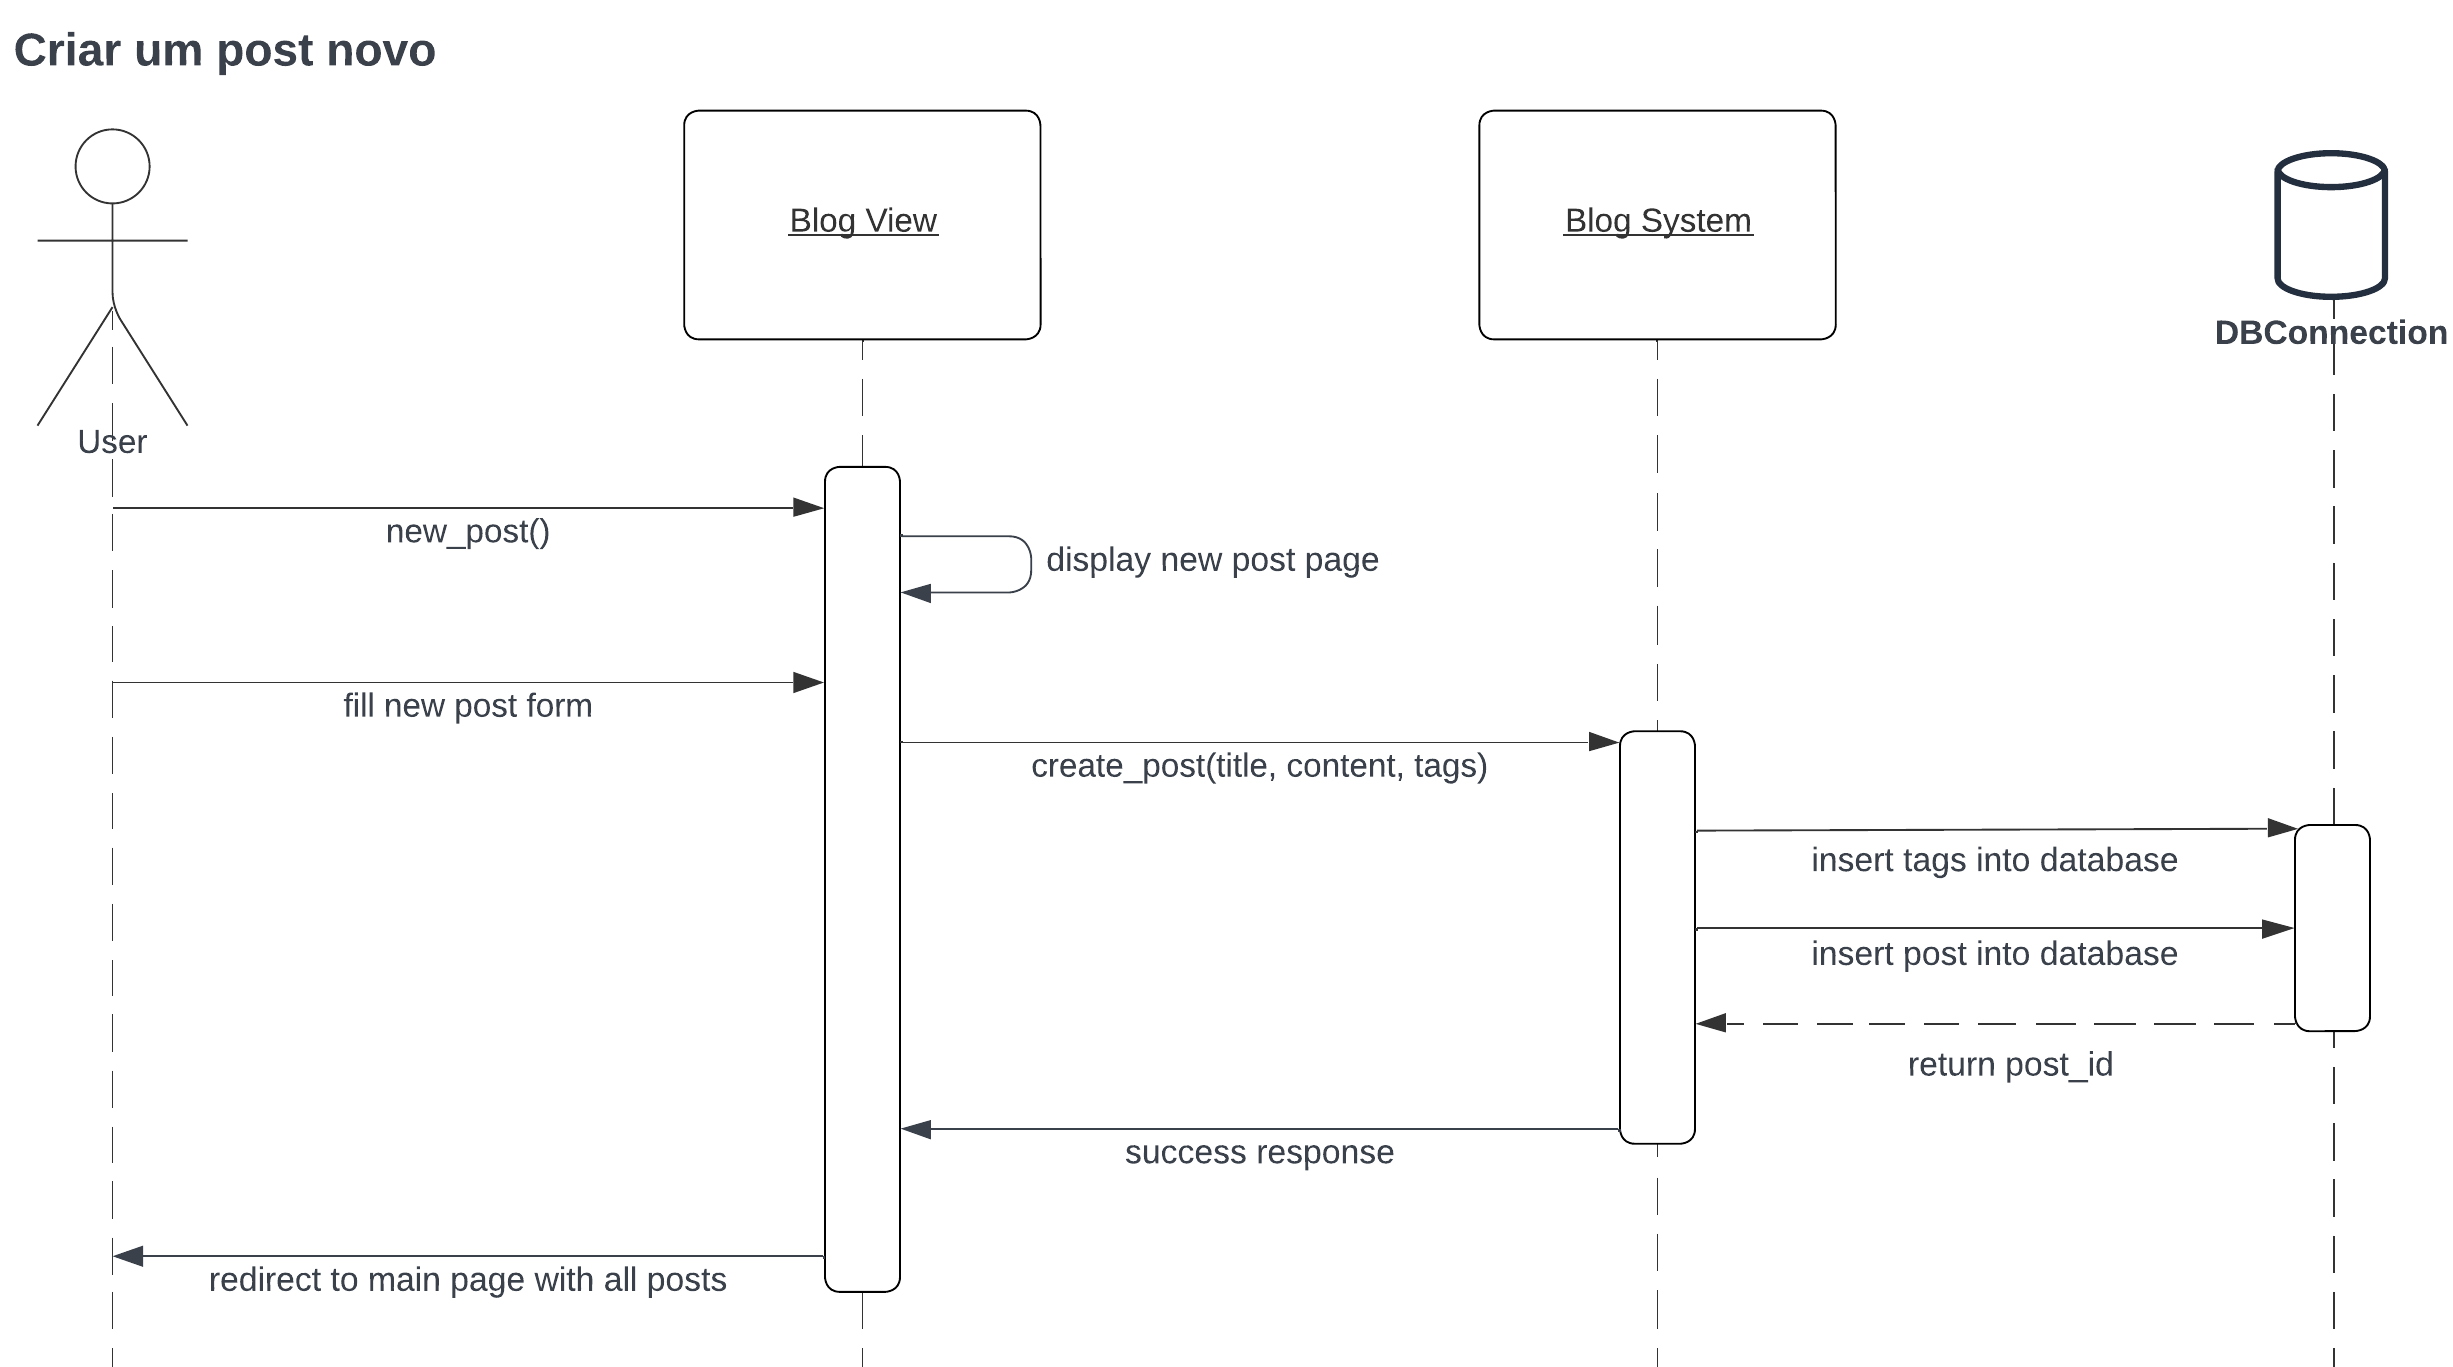 Criar um post novo
Blog View
Blog System
DBConnection
User
new_post()
display new post page
fill new post form
create_post(title, content, tags)
insert tags into database
insert post into database
return post_id
success response
redirect to main page with all posts